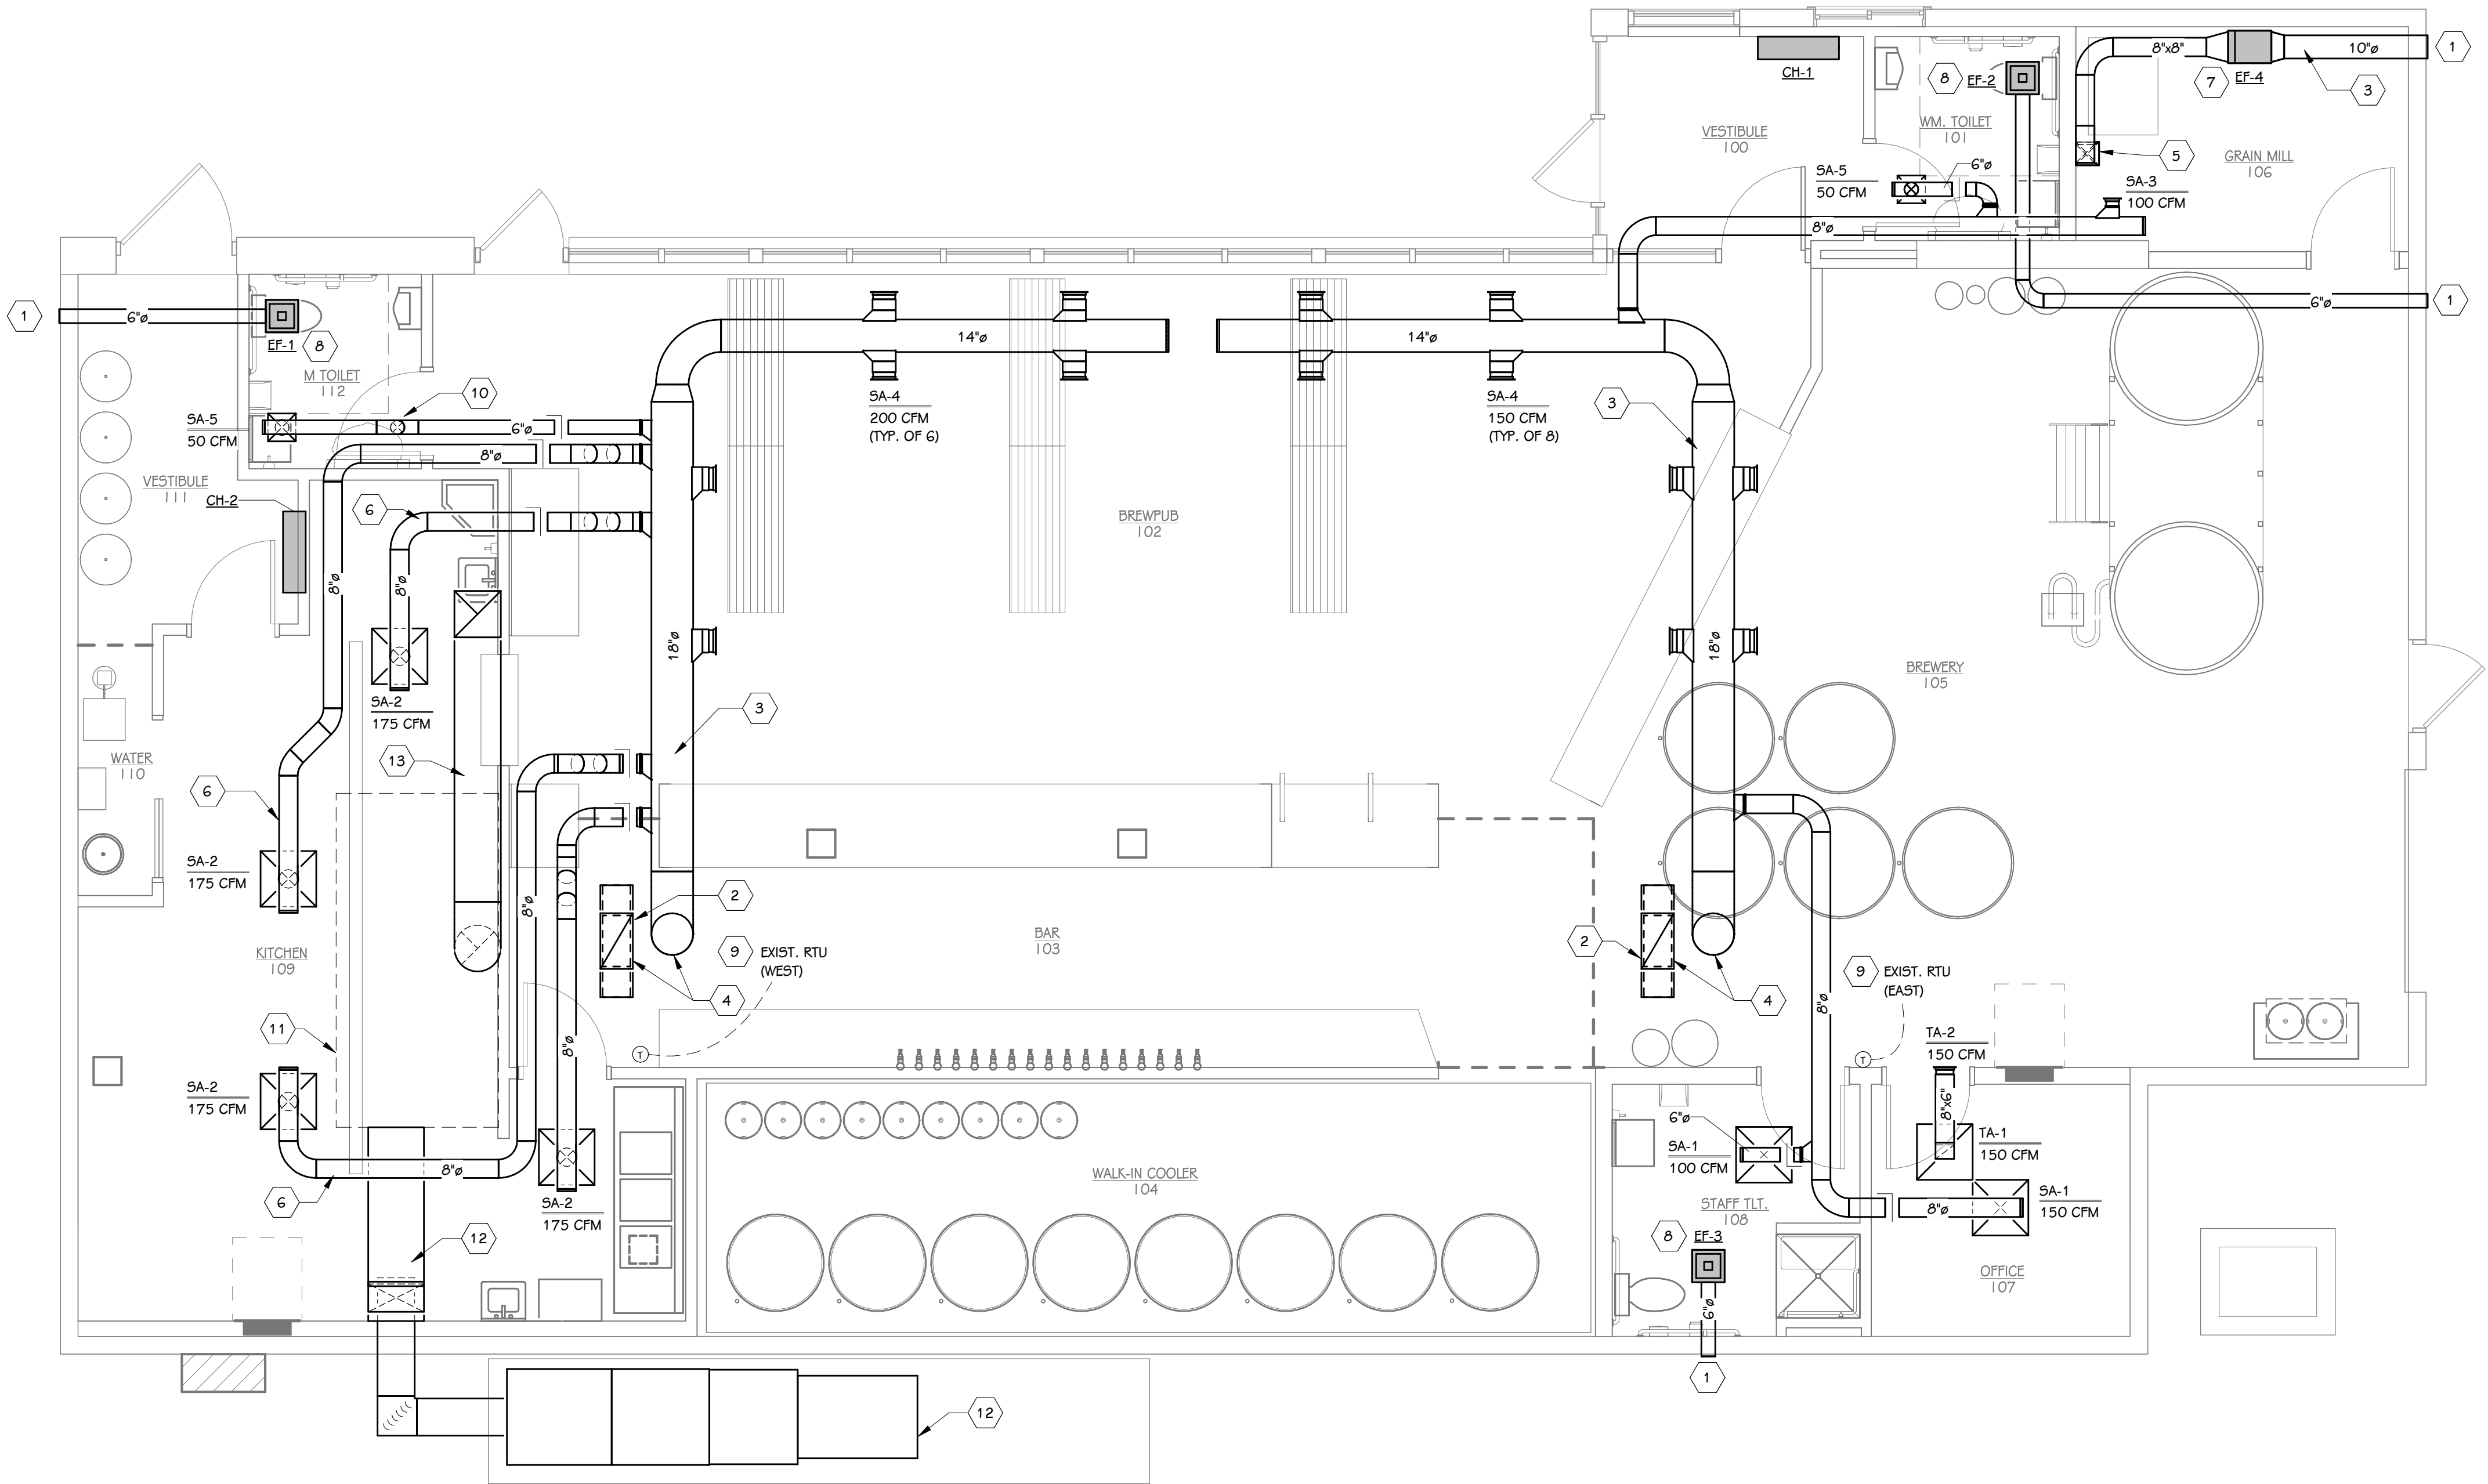 CH-1
8
EF-2
8"x8"
10"ø
1
7
EF-4
3
VESTIBULE
100
WM. TOILET
101
5
GRAIN MILL
106
SA-5
50 CFM
6"ø
SA-3
100 CFM
8"ø
1
6"ø
EF-1
8
6"ø
1
M TOILET
112
14"ø
14"ø
10
SA-5
50 CFM
6"ø
8"ø
SA-4
200 CFM
(TYP. OF 6)
SA-4
150 CFM
(TYP. OF 8)
3
VESTIBULE
111
CH-2
6
BREWPUB
102
8"ø
8"ø
18"ø
18"ø
BREWERY
105
SA-2
175 CFM
3
WATER
110
13
6
SA-2
175 CFM
8"ø
2
KITCHEN
109
9
EXIST. RTU
(WEST)
BAR
103
2
4
9
EXIST. RTU
(EAST)
4
8"ø
11
8"ø
T
T
TA-2
150 CFM
SA-2
175 CFM
8"x6"
6"ø
SA-1
100 CFM
TA-1
150 CFM
8"ø
6
WALK-IN COOLER
104
SA-2
175 CFM
STAFF TLT.
108
8"ø
SA-1
150 CFM
12
8
EF-3
6"ø
OFFICE
107
1
12